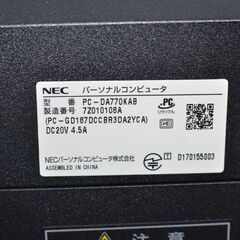 NEC パーソナルコンピュータ
型 番 PC-DA770KAB
製造番号 7Z010108A
(PC-GD187DCCBR3DA2YCA)
DC20V 4.5A
PC
リサイクル
NECパーソナルコンピュータ株式会社
ASSEMBLED IN CHINA
D170155003
注 意